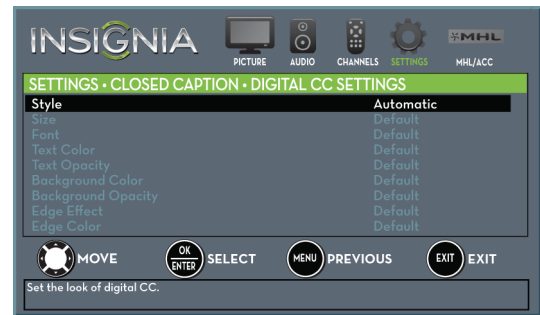 INSIGNIA
PICTURE AUDIO CHANNELS SETTINGS MHL MHL/ACC
SETTINGS • CLOSED CAPTION • DIGITAL CC SETTINGS
Style Automatic
Size Default
Font Default
Text Color Default
Text Opacity Default
Background Color Default
Background Opacity Default
Edge Effect Default
Edge Color Default
MOVE OK ENTER SELECT MENU PREVIOUS EXIT EXIT
Set the look of digital CC.